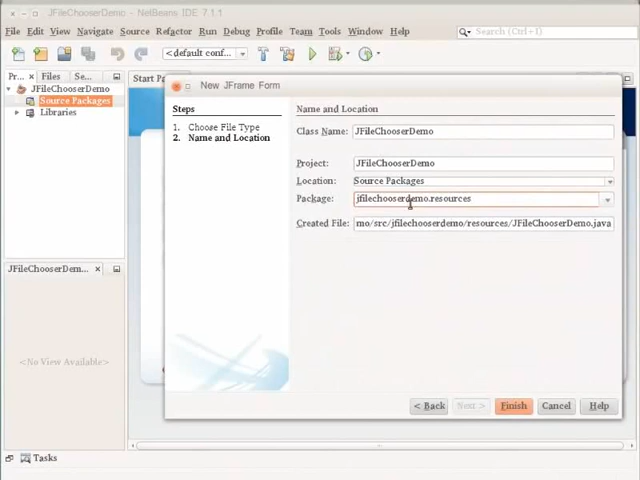 JFileChooserDemo - NetBeans IDE 7.1.1
File Edit View Navigate Source Refactor Run Debug Profile Team Tools Window Help
Search (Ctrl+I)
<default conf...
Pr... Files Se...
Start Pa
JFileChooserDemo
Source Packages
Libraries
New JFrame Form
Steps
1. Choose File Type
2. Name and Location
Name and Location
Class Name: JFileChooserDemo
Project: JFileChooserDemo
Location: Source Packages
Package: jfilechooserdemo.resources
Created File: mo/src/jfilechooserdemo/resources/JFileChooserDemo.java
JFileChooserDem...
<No View Available>
< Back Next > Finish Cancel Help
Tasks